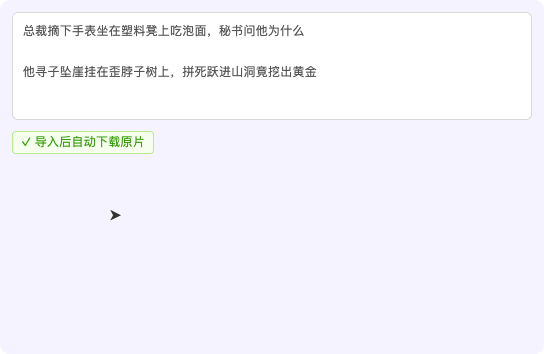 总裁摘下手表坐在塑料凳上吃泡面，秘书问他为什么
他寻子坠崖挂在歪脖子树上，拼死跃进山洞竟挖出黄金
✓ 导入后自动下载原片